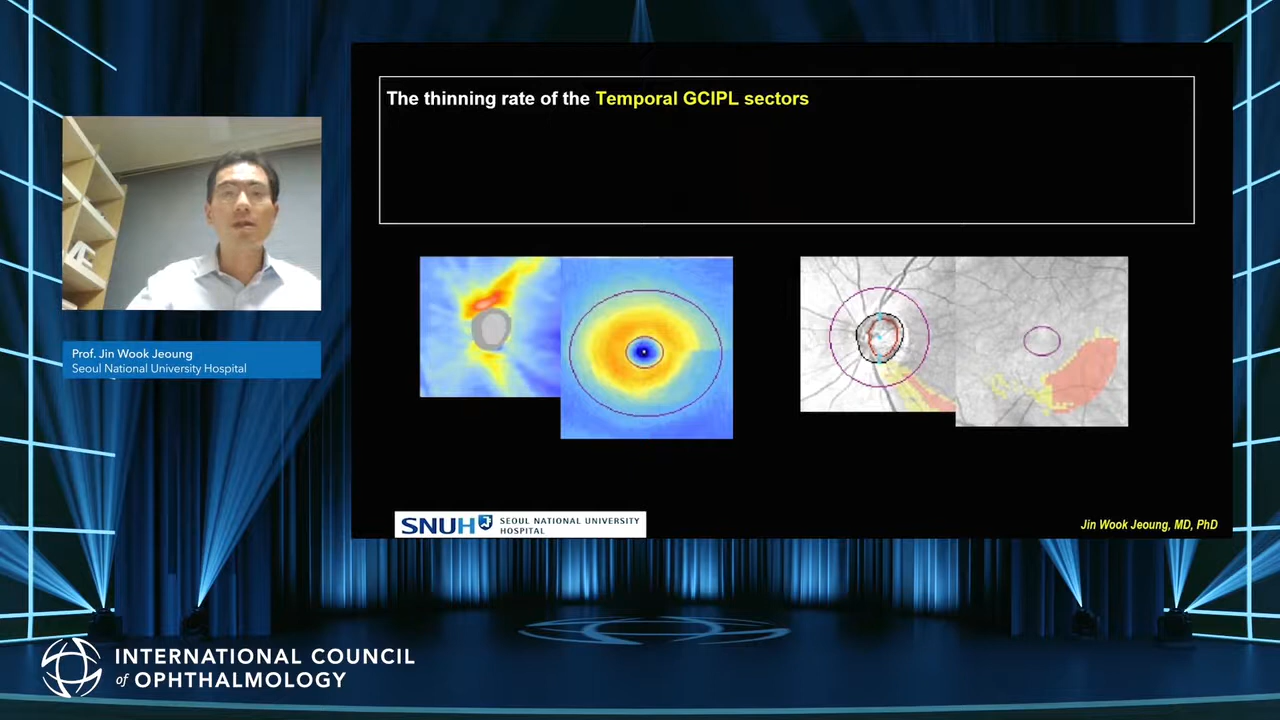 The thinning rate of the Temporal GCIPL sectors
Prof. Jin Wook Jeoung
Seoul National University Hospital
SNUH SEOUL NATIONAL UNIVERSITY
HOSPITAL
Jin Wook Jeoung, MD, PhD
INTERNATIONAL COUNCIL
of OPHTHALMOLOGY